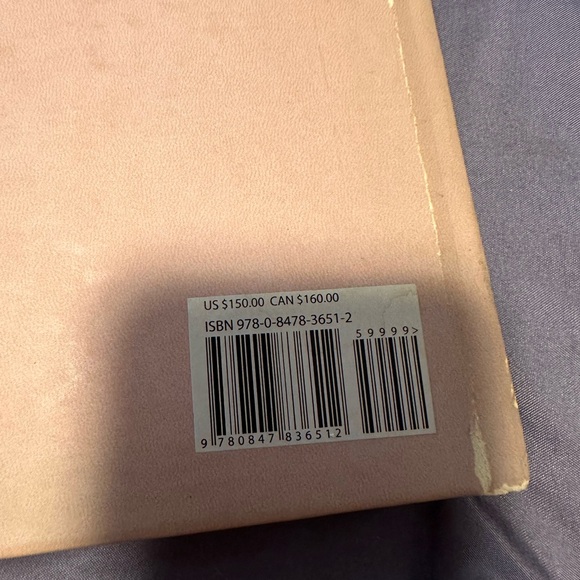 US $150.00 CAN $160.00
ISBN 978-0-8478-3651-2
59999>
9 780847 836512